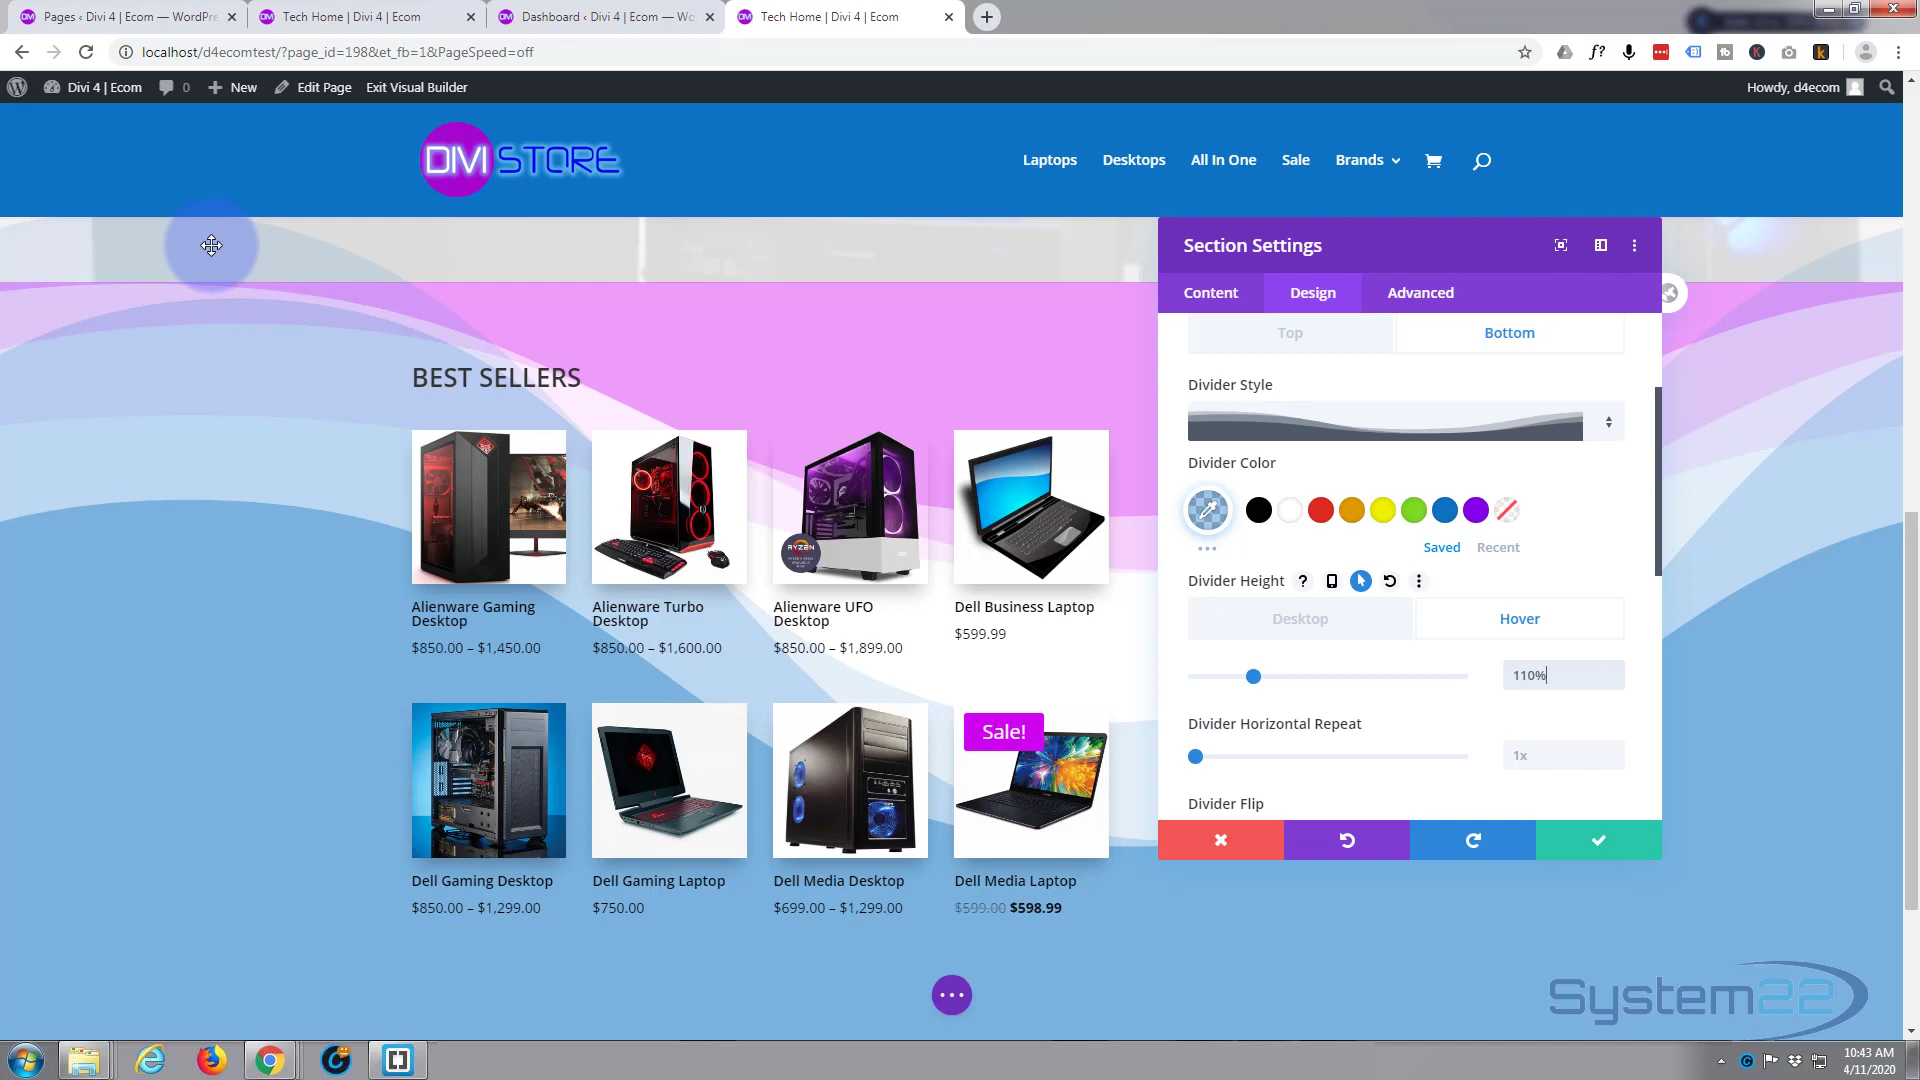 Pages ‹ Divi 4 | Ecom — WordPre
Tech Home | Divi 4 | Ecom
Dashboard ‹ Divi 4 | Ecom — Wo
Tech Home | Divi 4 | Ecom
localhost/d4ecomtest/?page_id=198&et_fb=1&PageSpeed=off
Divi 4 | Ecom
0
New
Edit Page
Exit Visual Builder
Howdy, d4ecom
DIVI STORE
Laptops
Desktops
All In One
Sale
Brands
Section Settings
Content
Design
Advanced
Top
Bottom
Divider Style
Divider Color
Saved
Recent
Divider Height
Desktop
Hover
110%
Divider Horizontal Repeat
1x
Divider Flip
BEST SELLERS
RYZEN
Alienware Gaming
Desktop
$850.00 – $1,450.00
Alienware Turbo
Desktop
$850.00 – $1,600.00
Alienware UFO
Desktop
$850.00 – $1,899.00
Dell Business Laptop
$599.99
Sale!
Dell Gaming Desktop
$850.00 – $1,299.00
Dell Gaming Laptop
$750.00
Dell Media Desktop
$699.00 – $1,299.00
Dell Media Laptop
$599.00 $598.99
System22
10:43 AM
4/11/2020